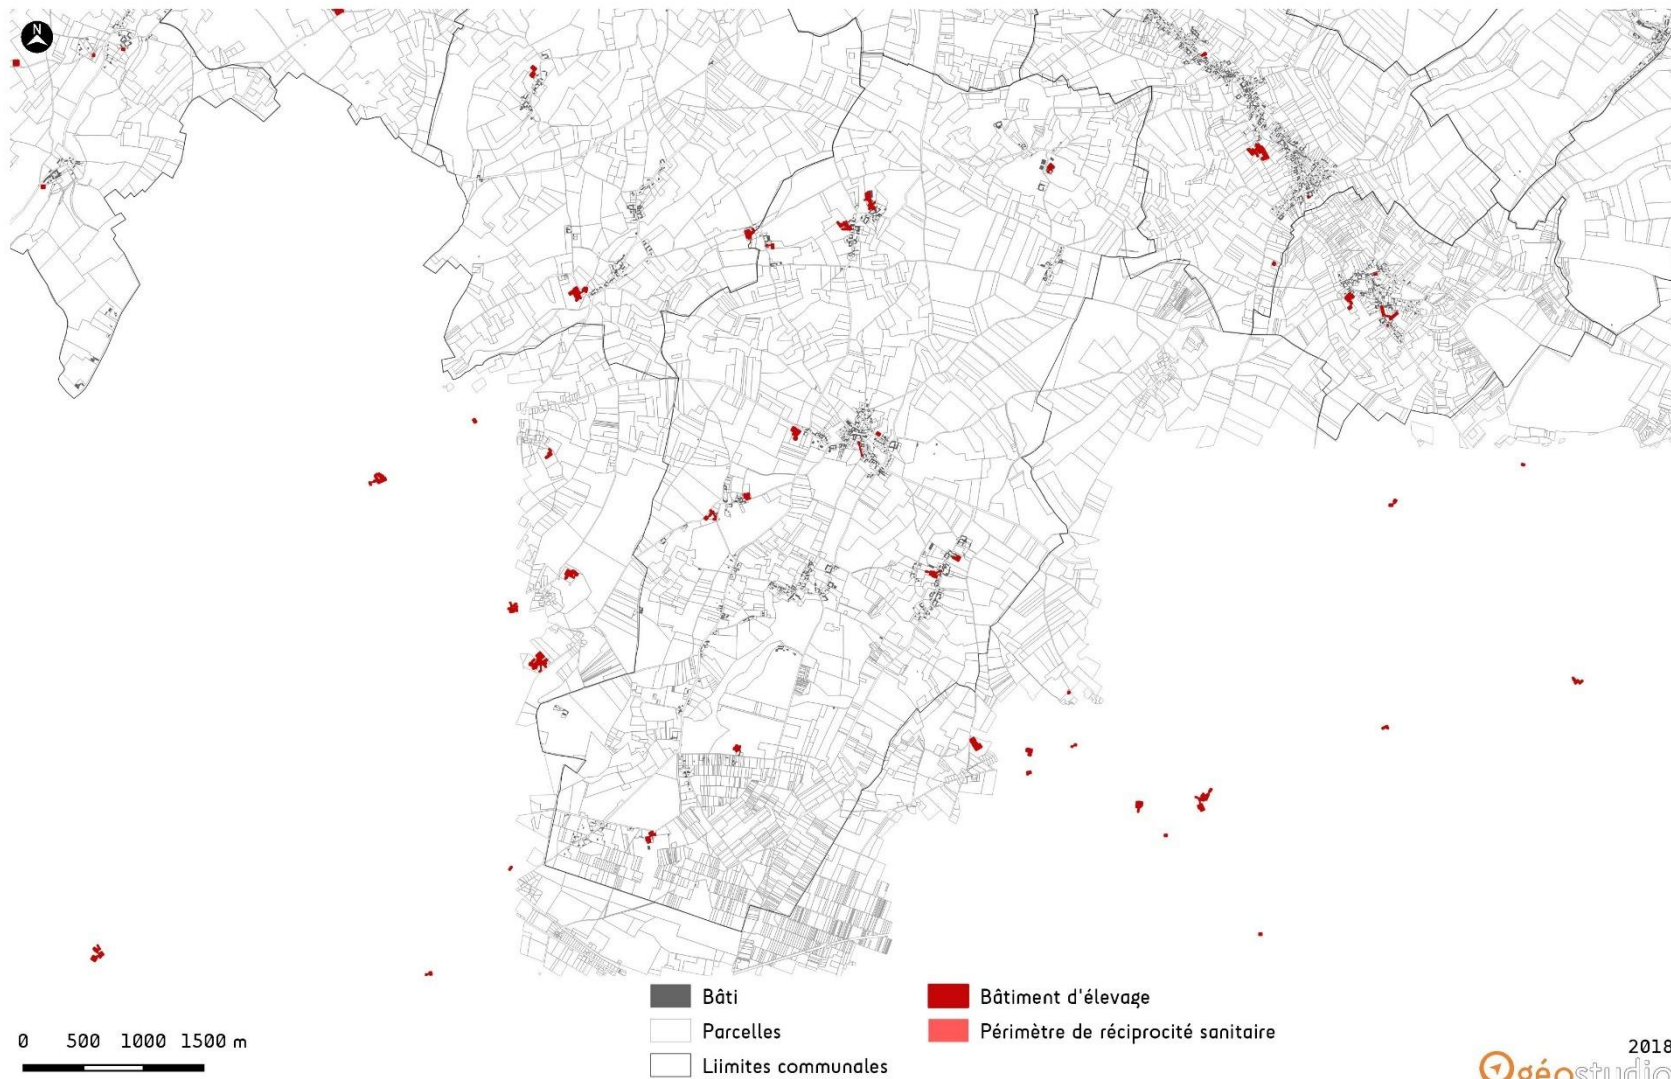 N
Bâti
Bâtiment d'élevage
Parcelles
Périmètre de réciprocité sanitaire
Liimites communales
0 500 1000 1500 m
2018
géostudio